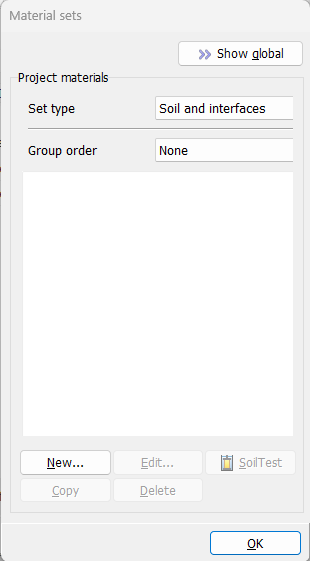 Material sets
Show global
Project materials
Set type
Soil and interfaces
Group order
None
New...
Edit...
SoilTest
Copy
Delete
OK